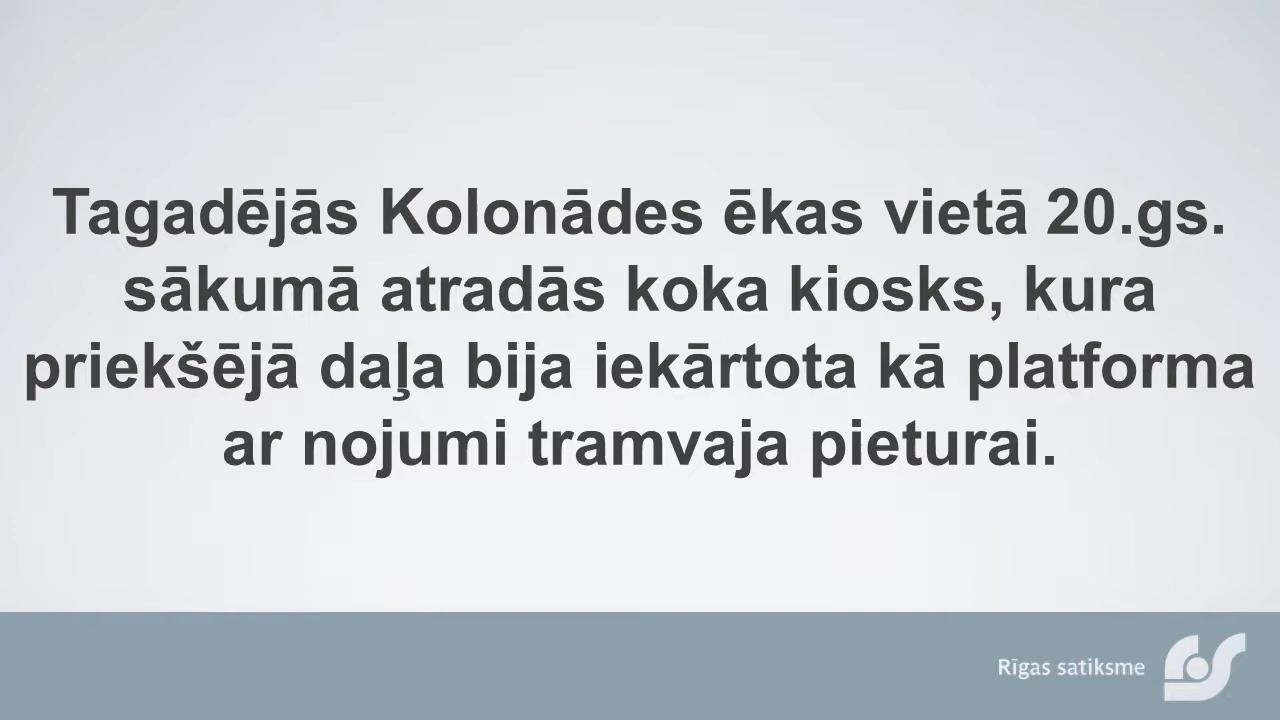 Tagadējās Kolonādes ēkas vietā 20.gs.
sākumā atradās koka kiosks, kura
priekšējā daļa bija iekārtota kā platforma
ar nojumi tramvaja pieturai.
Rīgas satiksme